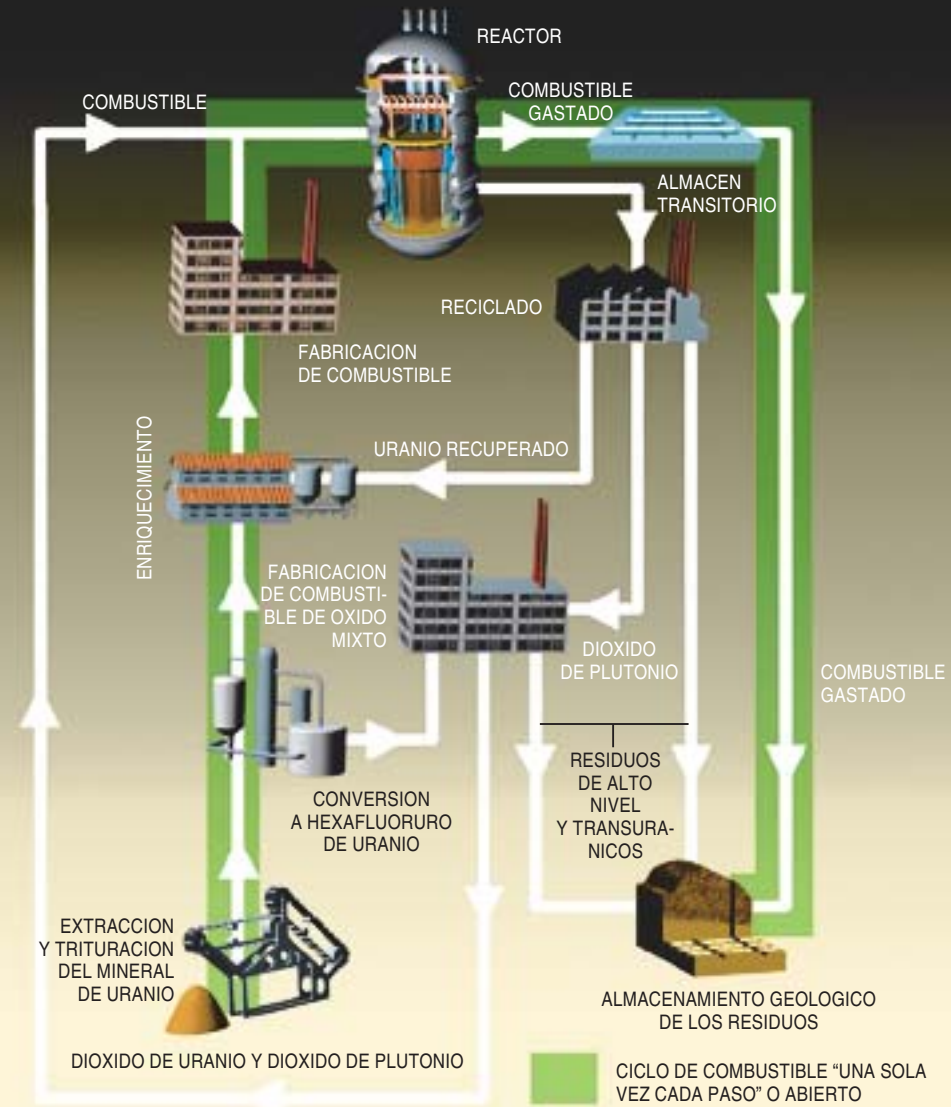 REACTOR
COMBUSTIBLE
COMBUSTIBLE
GASTADO
ALMACEN
TRANSITORIO
RECICLADO
FABRICACION
DE COMBUSTIBLE
ENRIQUECIMIENTO
URANIO RECUPERADO
FABRICACION
DE COMBUSTI-
BLE DE OXIDO
MIXTO
DIOXIDO
DE PLUTONIO
COMBUSTIBLE
GASTADO
RESIDUOS
DE ALTO
NIVEL
Y TRANSURA-
NICOS
CONVERSION
A HEXAFLUORURO
DE URANIO
EXTRACCION
Y TRITURACION
DEL MINERAL
DE URANIO
ALMACENAMIENTO GEOLOGICO
DE LOS RESIDUOS
DIOXIDO DE URANIO Y DIOXIDO DE PLUTONIO
CICLO DE COMBUSTIBLE “UNA SOLA
VEZ CADA PASO” O ABIERTO